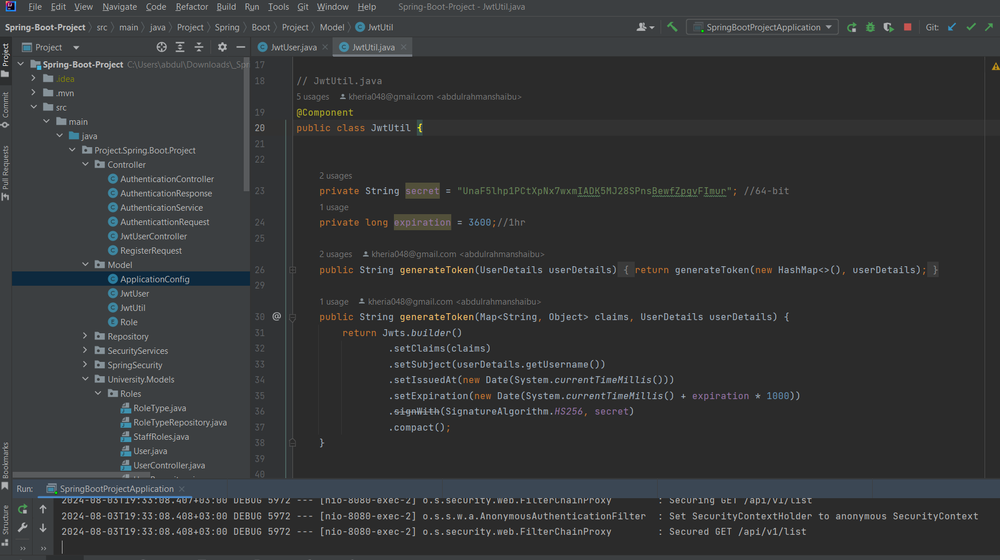 File Edit View Navigate Code Refactor Build Run Tools Git Window Help Spring-Boot-Project - JwtUtil.java
Spring-Boot-Project src main java Project Spring Boot Project Model JwtUtil SpringBootProjectApplication Git:
Project
JwtUser.java JwtUtil.java
Project
Commit
Pull Requests
Bookmarks
Structure
Spring-Boot-Project C:\Users\abdul\Downloads\_Spr
.idea
.mvn
src
main
java
Project.Spring.Boot.Project
Controller
AuthenticationController
AuthenticationResponse
AuthenticationService
AuthenticattionRequest
JwtUserController
RegisterRequest
Model
ApplicationConfig
JwtUser
JwtUtil
Role
Repository
SecurityServices
SpringSecurity
University.Models
Roles
RoleType.java
RoleTypeRepository.java
StaffRoles.java
User.java
UserController.java
17
18 // JwtUtil.java
5 usages kheria048@gmail.com <abdulrahmanshaibu>
19 @Component
20 public class JwtUtil {
21
22
2 usages
23 private String secret = "UnaF5lhp1PCtXpNx7wxmIADK5MJ28SPnsBewfZpgvFImur"; //64-bit
1 usage
24 private long expiration = 3600;//1hr
25
2 usages kheria048@gmail.com <abdulrahmanshaibu>
26 public String generateToken(UserDetails userDetails) { return generateToken(new HashMap<>(), userDetails); }
29
1 usage kheria048@gmail.com <abdulrahmanshaibu>
30 @ public String generateToken(Map<String, Object> claims, UserDetails userDetails) {
31 return Jwts.builder()
32 .setClaims(claims)
33 .setSubject(userDetails.getUsername())
34 .setIssuedAt(new Date(System.currentTimeMillis()))
35 .setExpiration(new Date(System.currentTimeMillis() + expiration * 1000))
36 .signWith(SignatureAlgorithm.HS256, secret)
37 .compact();
38 }
39
40
Run: SpringBootProjectApplication
2024-08-03T19:33:08.407+03:00 DEBUG 5972 --- [nio-8080-exec-2] o.s.security.web.FilterChainProxy : Securing GET /api/v1/list
2024-08-03T19:33:08.408+03:00 DEBUG 5972 --- [nio-8080-exec-2] o.s.s.w.a.AnonymousAuthenticationFilter : Set SecurityContextHolder to anonymous SecurityContext
2024-08-03T19:33:08.408+03:00 DEBUG 5972 --- [nio-8080-exec-2] o.s.security.web.FilterChainProxy : Secured GET /api/v1/list